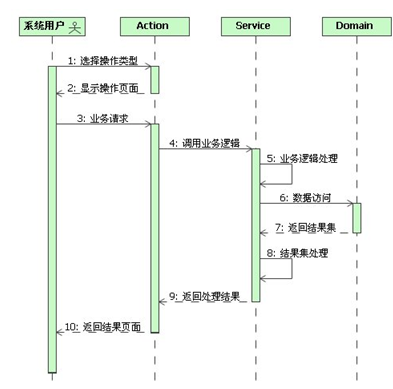 系统用户 Action Service Domain
1: 选择操作类型
2: 显示操作页面
3: 业务请求
4: 调用业务逻辑
5: 业务逻辑处理
6: 数据访问
7: 返回结果集
8: 结果集处理
9: 返回处理结果
10: 返回结果页面